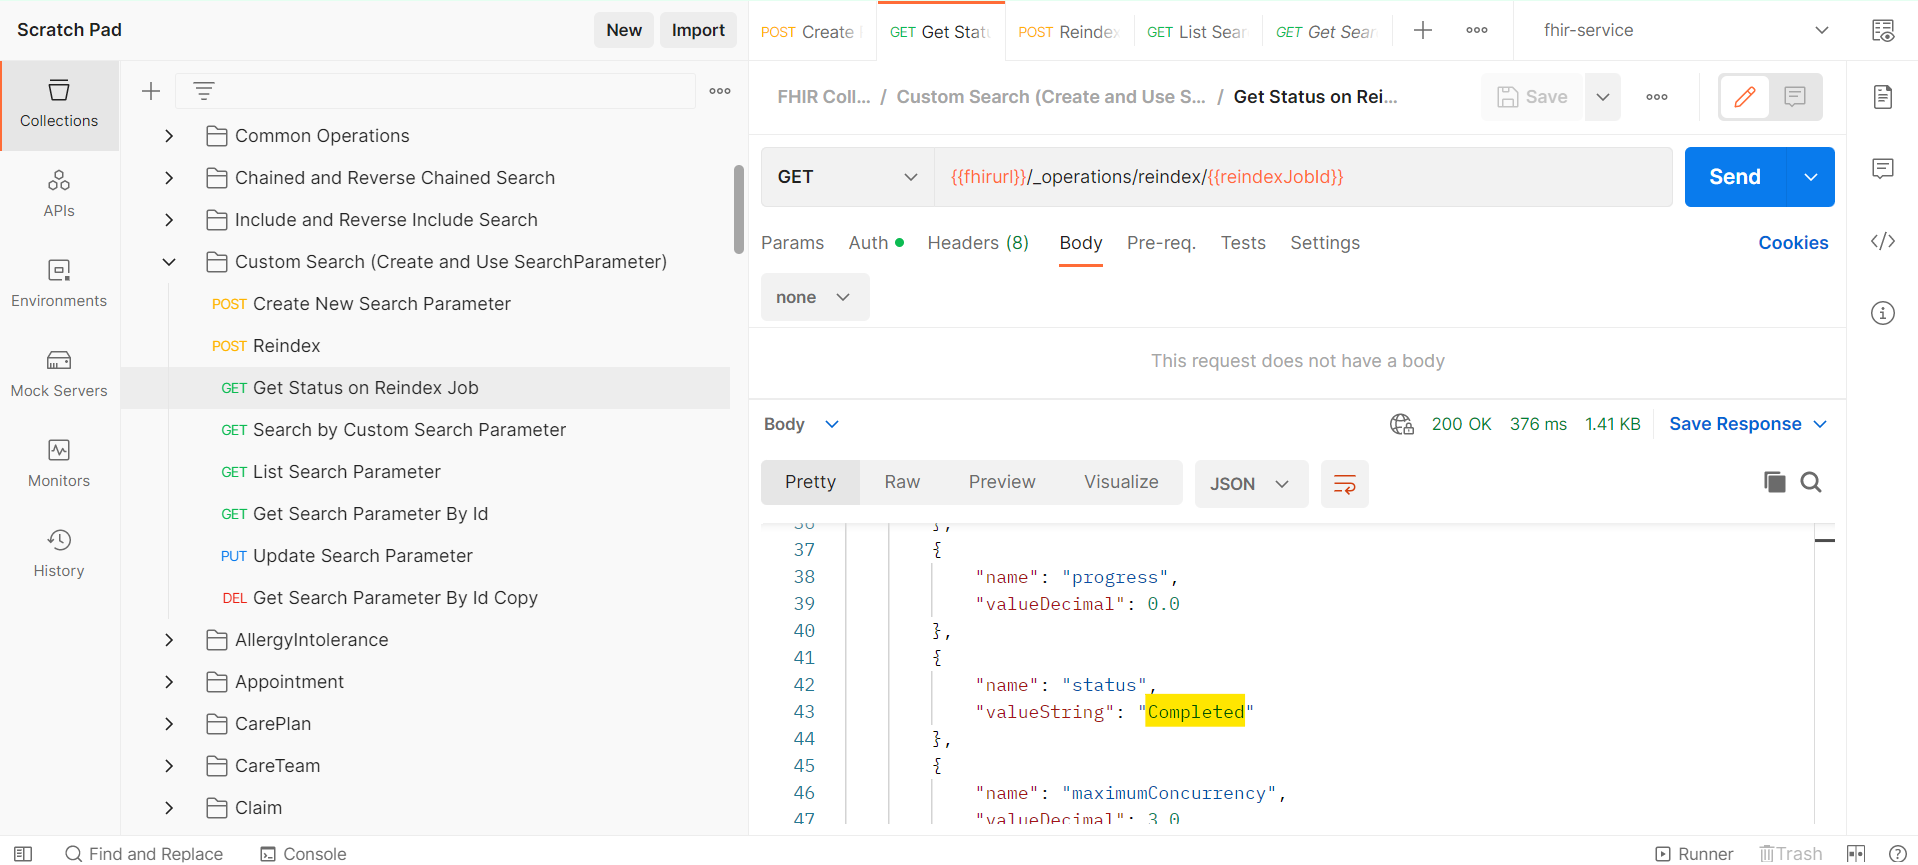 Scratch Pad
New
Import
POST Create
GET Get Stat
POST Reindex
GET List Sear
GET Get Sear
fhir-service
Collections
APIs
Environments
Mock Servers
Monitors
History
Common Operations
Chained and Reverse Chained Search
Include and Reverse Include Search
Custom Search (Create and Use SearchParameter)
POST Create New Search Parameter
POST Reindex
GET Get Status on Reindex Job
GET Search by Custom Search Parameter
GET List Search Parameter
GET Get Search Parameter By Id
PUT Update Search Parameter
DEL Get Search Parameter By Id Copy
AllergyIntolerance
Appointment
CarePlan
CareTeam
Claim
FHIR Coll... / Custom Search (Create and Use S... / Get Status on Rei...
Save
GET
{{fhirurl}}/_operations/reindex/{{reindexJobId}}
Send
Params Auth Headers (8) Body Pre-req. Tests Settings
Cookies
none
This request does not have a body
Body
200 OK 376 ms 1.41 KB Save Response
Pretty Raw Preview Visualize
JSON
36 },
37 {
38 "name": "progress",
39 "valueDecimal": 0.0
40 },
41 {
42 "name": "status",
43 "valueString": "Completed"
44 },
45 {
46 "name": "maximumConcurrency",
47 "valueDecimal": 3.0
Find and Replace
Console
Runner
Trash